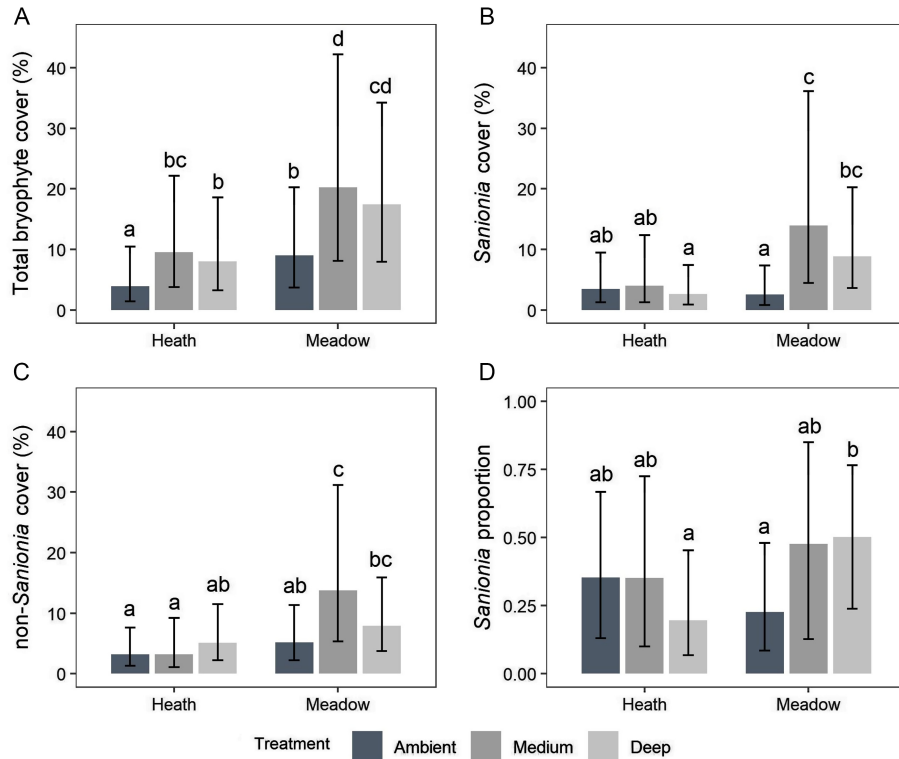 A
Total bryophyte cover (%)
40
30
20
10
0
a
bc
b
b
d
cd
Heath
Meadow
B
Sanionia cover (%)
40
30
20
10
0
ab
ab
a
a
c
bc
Heath
Meadow
C
non-Sanionia cover (%)
40
30
20
10
0
a
a
ab
ab
c
bc
Heath
Meadow
D
Sanionia proportion
1.00
0.75
0.50
0.25
0.00
ab
ab
a
a
ab
b
Heath
Meadow
Treatment Ambient Medium Deep